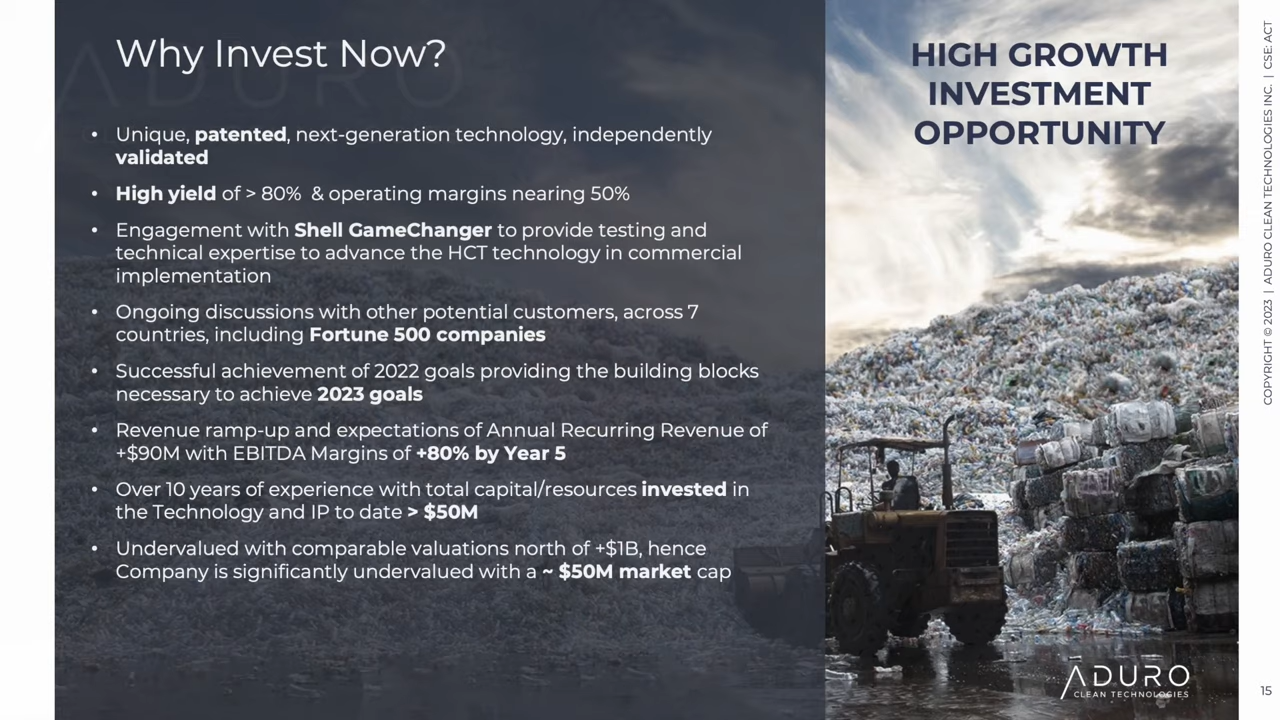 Why Invest Now?
• Unique, patented, next-generation technology, independently
validated
• High yield of > 80% & operating margins nearing 50%
• Engagement with Shell GameChanger to provide testing and
technical expertise to advance the HCT technology in commercial
implementation
• Ongoing discussions with other potential customers, across 7
countries, including Fortune 500 companies
• Successful achievement of 2022 goals providing the building blocks
necessary to achieve 2023 goals
• Revenue ramp-up and expectations of Annual Recurring Revenue of
+$90M with EBITDA Margins of +80% by Year 5
• Over 10 years of experience with total capital/resources invested in
the Technology and IP to date > $50M
• Undervalued with comparable valuations north of +$1B, hence
Company is significantly undervalued with a ~ $50M market cap
HIGH GROWTH
INVESTMENT
OPPORTUNITY
ADURO
CLEAN TECHNOLOGIES
COPYRIGHT © 2023 | ADURO CLEAN TECHNOLOGIES INC. | CSE: ACT
15